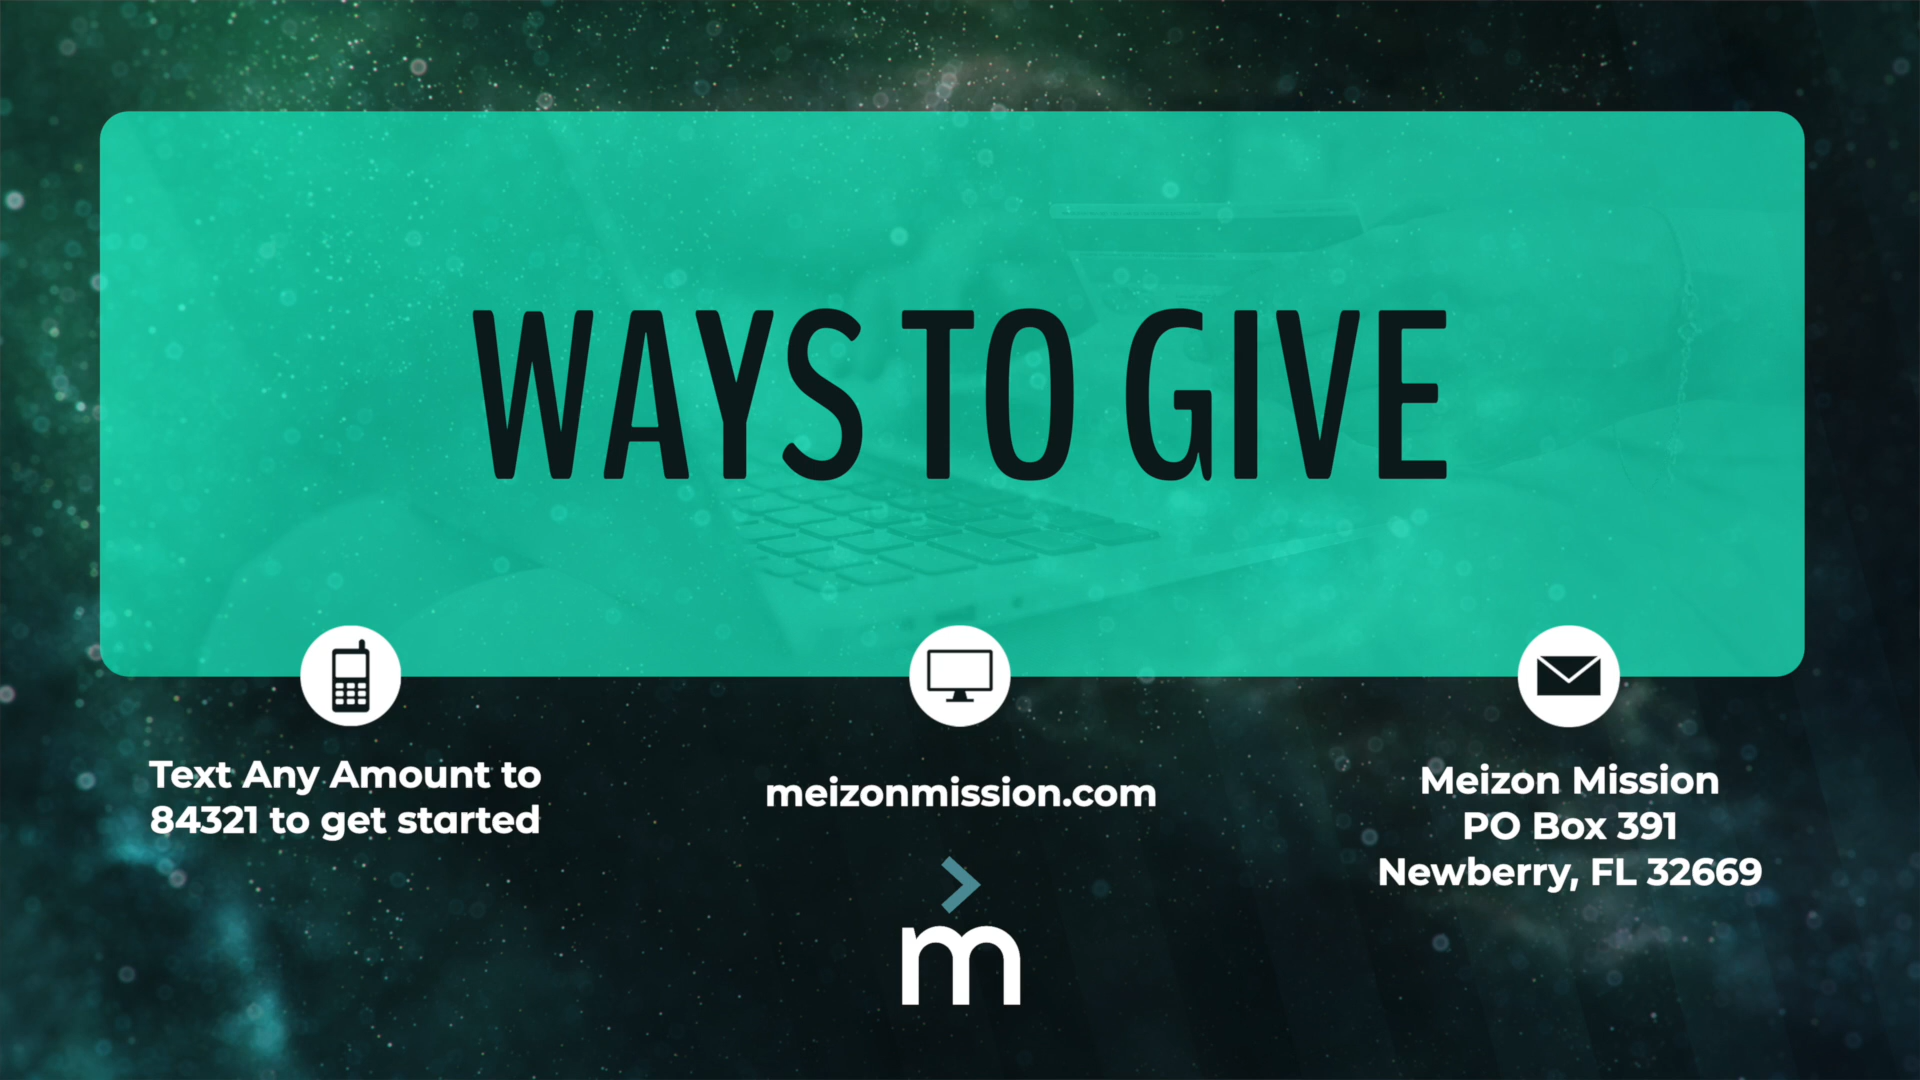 WAYS TO GIVE
Text Any Amount to
84321 to get started
meizonmission.com
Meizon Mission
PO Box 391
Newberry, FL 32669
>
m